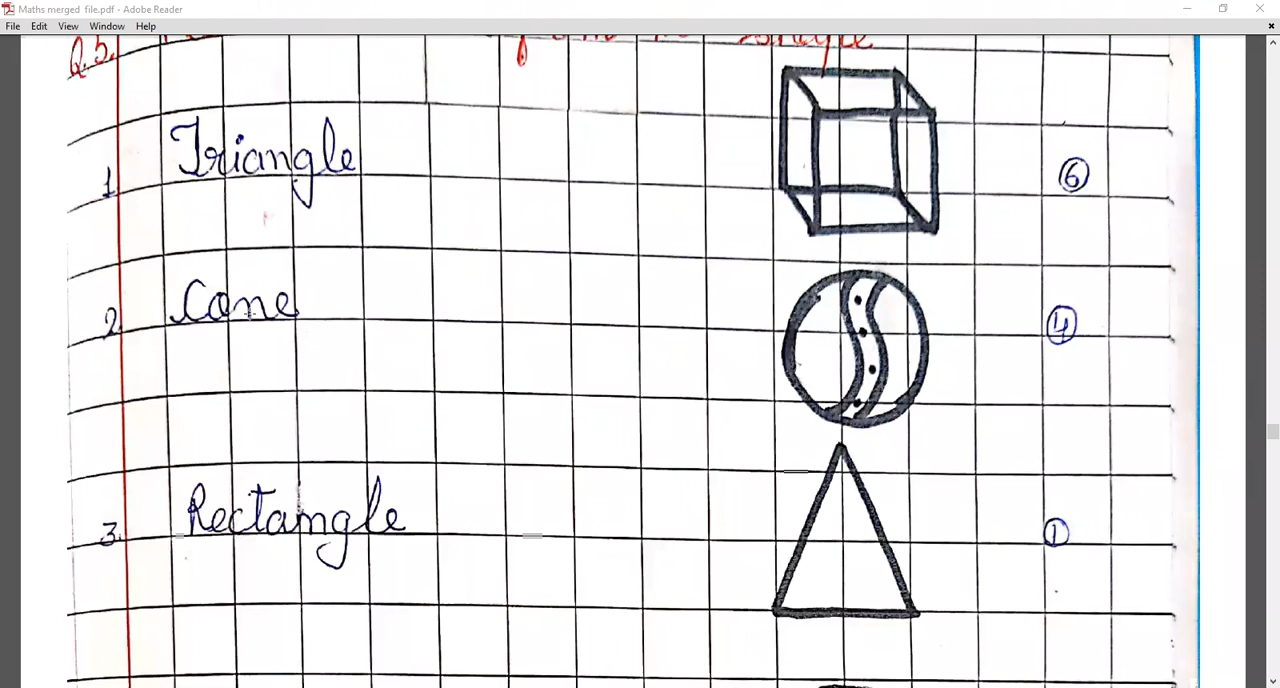 Maths merged file.pdf - Adobe Reader
File Edit View Window Help
Q.5.
1 Triangle 6
2 Cone 4
3. Rectangle 1